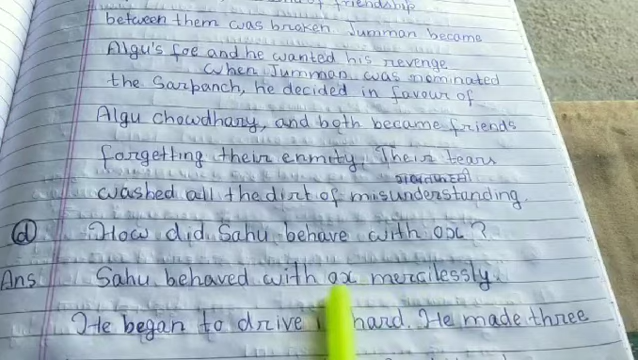 of friendship
between them was broken. Jumman became
Algu's foe and he wanted his revenge
When Jumman was nominated
the Sarpanch, he decided in favour of
Algu chowdhary, and both became friends
forgetting their enmity. Their tears
washed all the dirt of misunderstanding.
(d) How did Sahu behave with ox?
Ans Sahu behaved with ox mercilessly.
He began to drive it hard. He made three